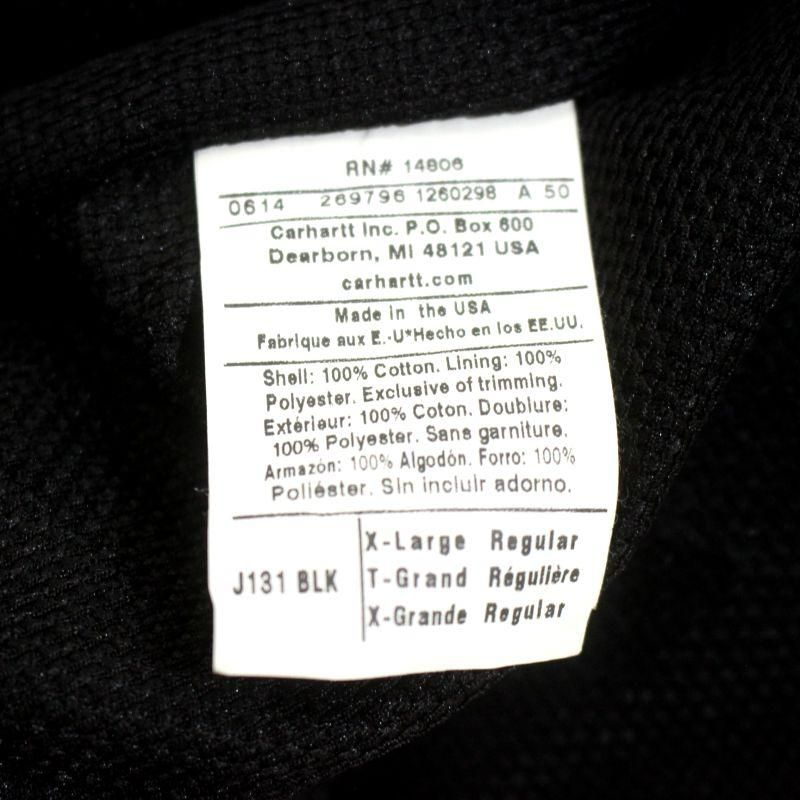 RN# 14806
0614 269796 1260298 A 50
Carhartt Inc. P.O. Box 600
Dearborn, MI 48121 USA
carhartt.com
Made in the USA
Fabrique aux E.-U*Hecho en los EE.UU.
Shell: 100% Cotton. Lining: 100%
Polyester. Exclusive of trimming.
Extérieur: 100% Coton. Doublure:
100% Polyester. Sans garniture.
Armazón: 100% Algodón. Forro: 100%
Poliéster. Sin incluir adorno.
J131 BLK
X-Large Regular
T-Grand Régulière
X-Grande Regular